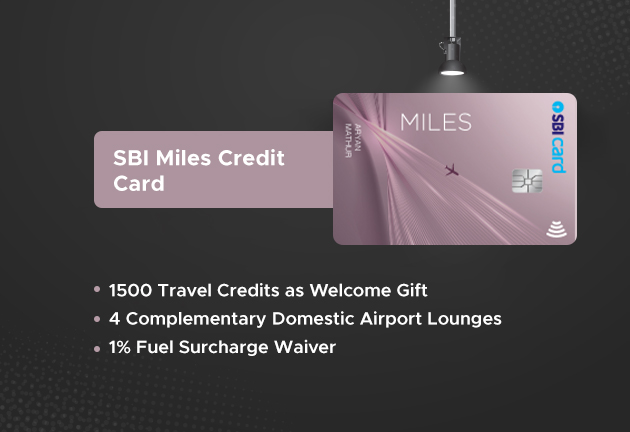 MILES
SBI card
ARYAN
MATHUR
SBI Miles Credit
Card
1500 Travel Credits as Welcome Gift
4 Complementary Domestic Airport Lounges
1% Fuel Surcharge Waiver